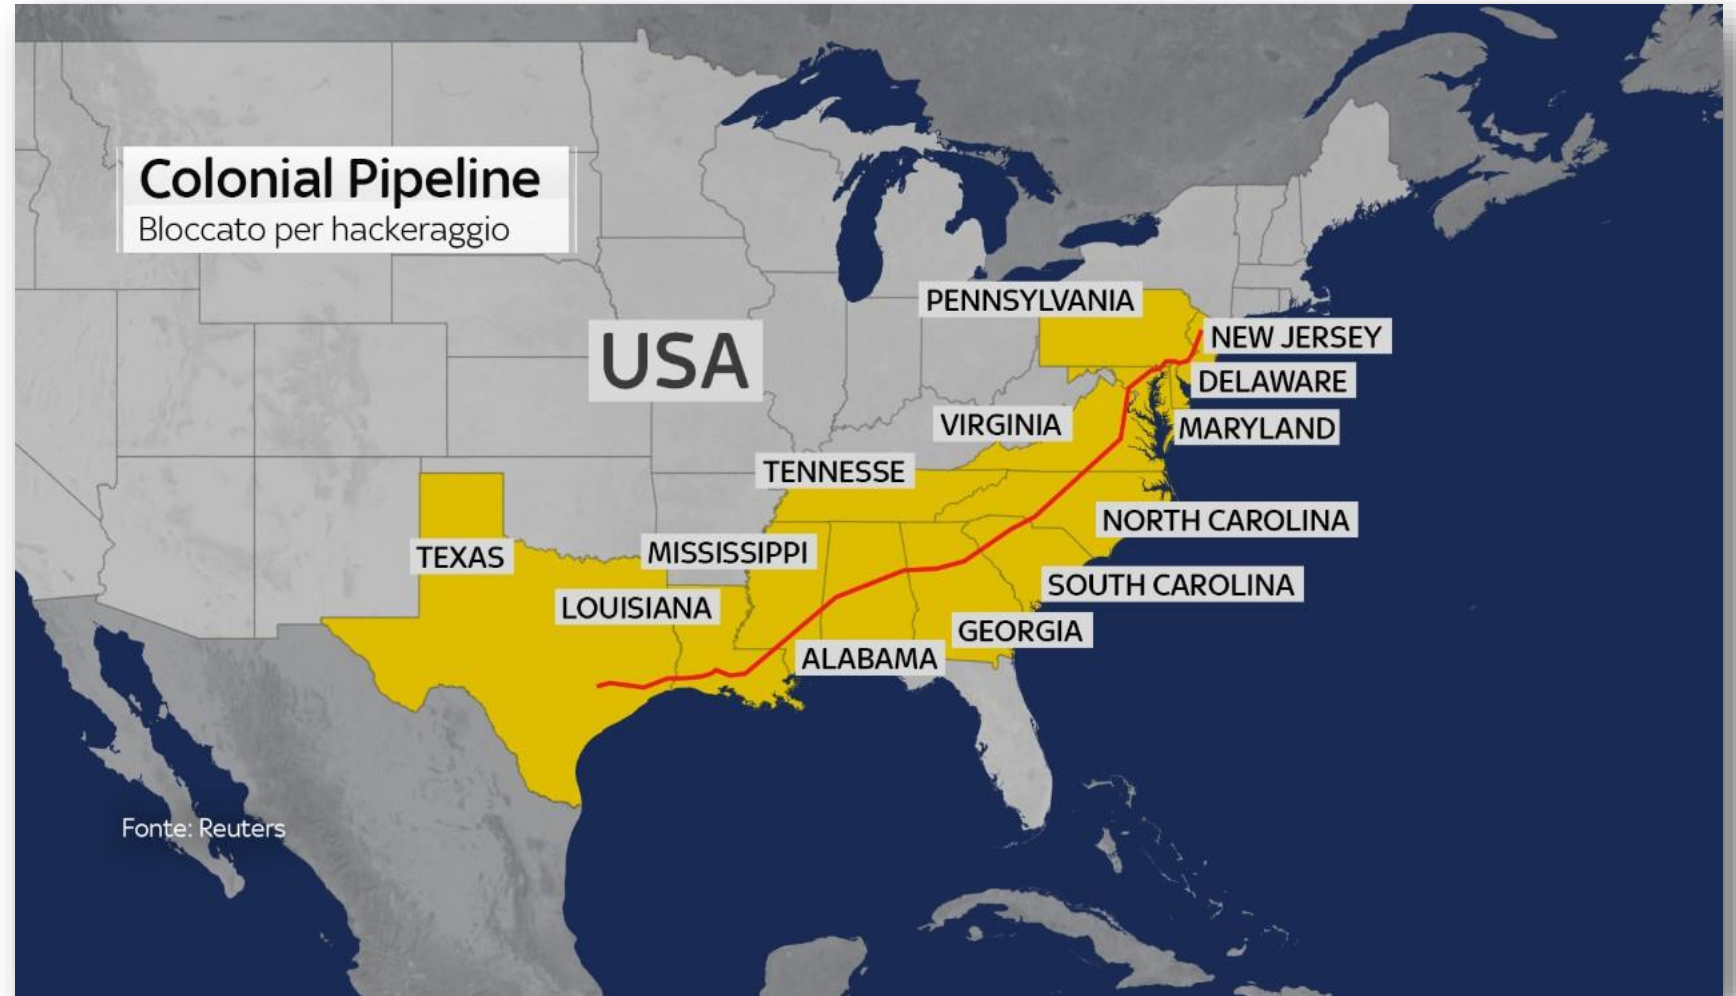 Colonial Pipeline
Bloccato per hackeraggio
PENNSYLVANIA
NEW JERSEY
USA
DELAWARE
VIRGINIA
MARYLAND
TENNESSE
NORTH CAROLINA
TEXAS
MISSISSIPPI
SOUTH CAROLINA
LOUISIANA
GEORGIA
ALABAMA
Fonte: Reuters